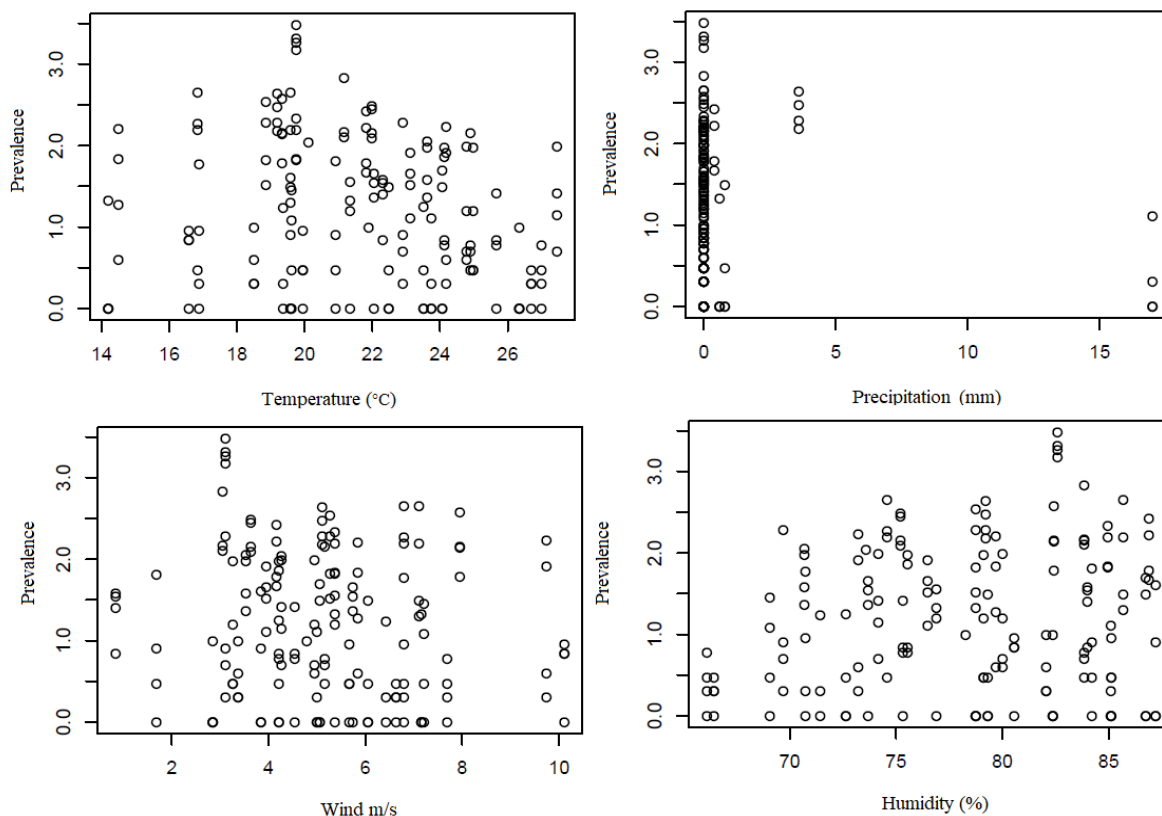 3.0
2.0
1.0
0.0
Prevalence
14 16 18 20 22 24 26
Temperature (°C)
3.0
2.0
1.0
0.0
Prevalence
0 5 10 15
Precipitation (mm)
3.0
2.0
1.0
0.0
Prevalence
2 4 6 8 10
Wind m/s
3.0
2.0
1.0
0.0
Prevalence
70 75 80 85
Humidity (%)